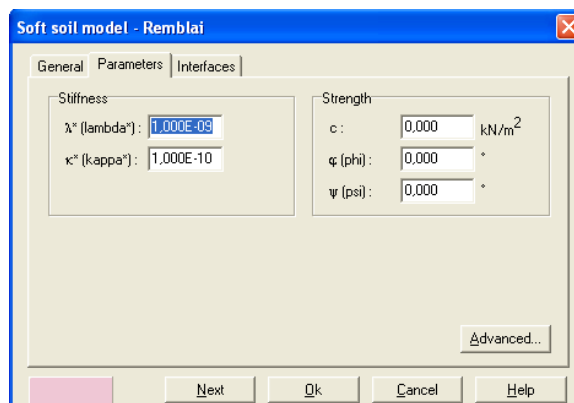 Soft soil model - Remblai
General Parameters Interfaces
Stiffness
λ* (lambda*) : 1,000E-09
κ* (kappa*) : 1,000E-10
Strength
c : 0,000 kN/m²
φ (phi) : 0,000 °
ψ (psi) : 0,000 °
Advanced...
Next Ok Cancel Help